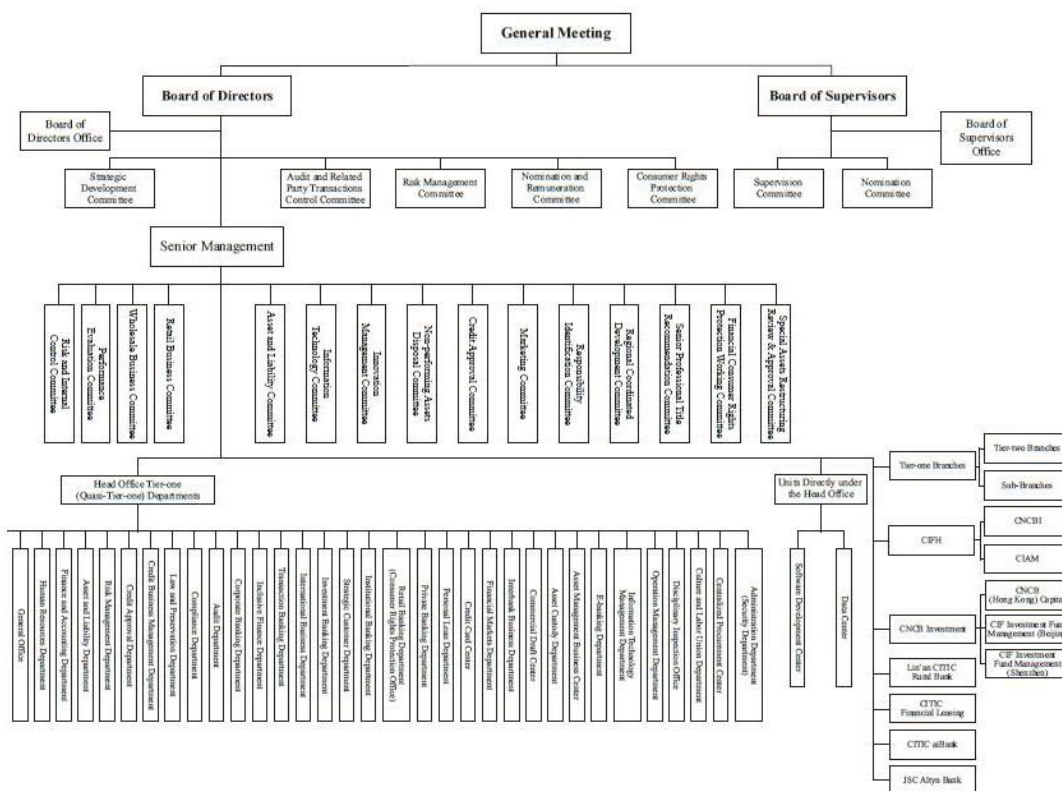 General Meeting
Board of Directors
Board of Supervisors
Board of
Directors Office
Board of
Supervisors
Office
Strategic
Development
Committee
Audit and Related
Party Transactions
Control Committee
Risk Management
Committee
Nomination and
Remuneration
Committee
Consumer Rights
Protection
Committee
Supervision
Committee
Nomination
Committee
Senior Management
Risk and Internal
Control Committee
Performance
Evaluation Committee
Wholesale Business Committee
Retail Business Committee
Asset and Liability Committee
Information
Technology Committee
Innovation
Management Committee
Non-performing Assets
Disposal Committee
Credit Approval Committee
Marketing Committee
Responsibility
Identification Committee
Regional Coordinated
Development Committee
Senior Professional Title
Recommendation Committee
Financial Consumer Rights
Protection Working Committee
Special Assets Restructuring
Review & Approval Committee
Head Office Tier-one
(Quasi-Tier-one) Departments
Units Directly under
the Head Office
General Office
Human Resources Department
Finance and Accounting Department
Asset and Liability Department
Risk Management Department
Credit Approval Department
Credit Business Management Department
Law and Preservation Department
Compliance Department
Audit Department
Corporate Banking Department
Inclusive Finance Department
Transaction Banking Department
International Business Department
Investment Banking Department
Strategic Customer Department
Institutional Banking Department
Retail Banking Department
(Consumer Rights Protection Office)
Private Banking Department
Personal Loan Department
Credit Card Center
Financial Markets Department
Interbank Business Department
Commercial Draft Center
Asset Custody Department
Asset Management Business Center
E-banking Department
Information Technology
Management Department
Operation Management Department
Disciplinary Inspection Office
Culture and Labor Union Department
Centralized Procurement Center
Administration Department
(Security Department)
Software Development Center
Data Center
Tier-one Branches
Tier-two Branches
Sub-Branches
CIFH
CNCBI
CIAM
CNCB Investment
CNCB
(Hong Kong) Capital
CIF Investment Fund
Management (Beijing)
CIF Investment
Fund Management
(Shenzhen)
Lin'an CITIC
Rural Bank
CITIC
Financial Leasing
CITIC aiBank
JSC Altyn Bank